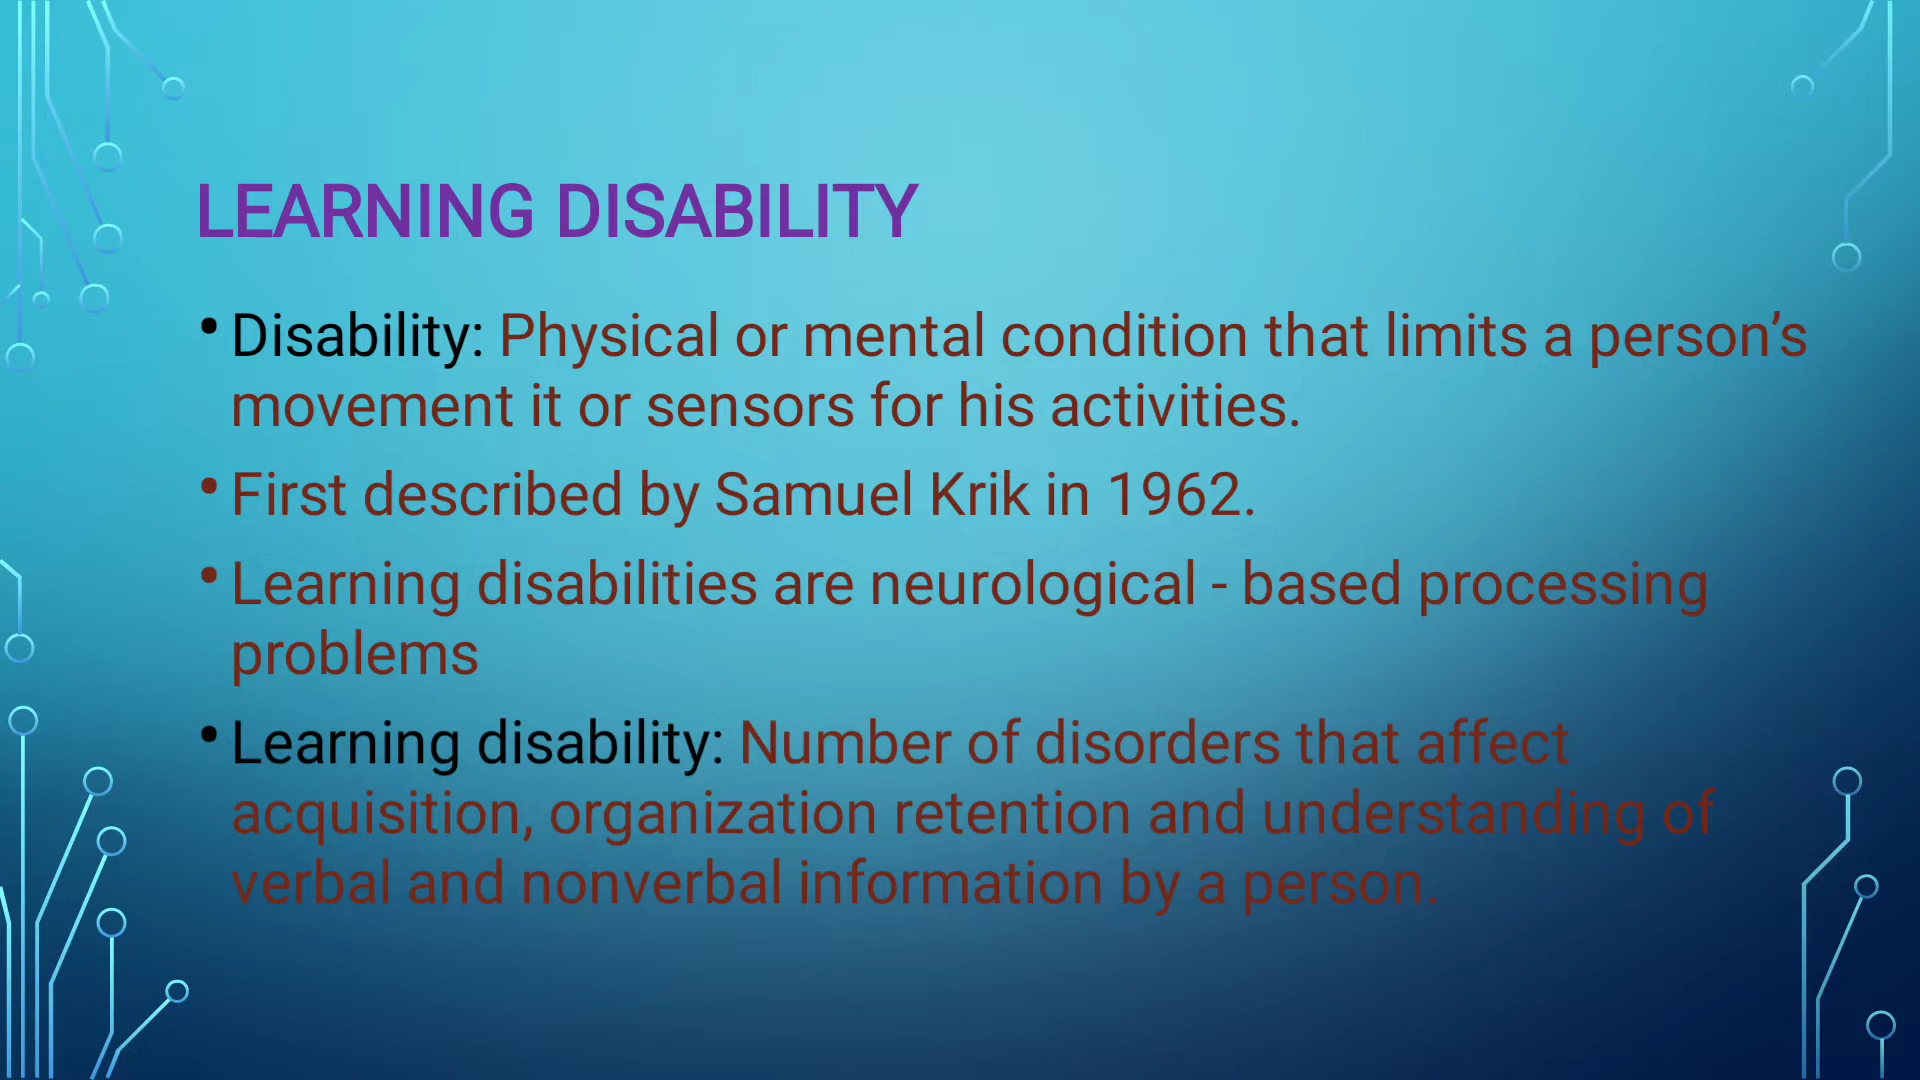 LEARNING DISABILITY
• Disability: Physical or mental condition that limits a person’s
movement it or sensors for his activities.
• First described by Samuel Krik in 1962.
• Learning disabilities are neurological - based processing
problems
• Learning disability: Number of disorders that affect
acquisition, organization retention and understanding of
verbal and nonverbal information by a person.